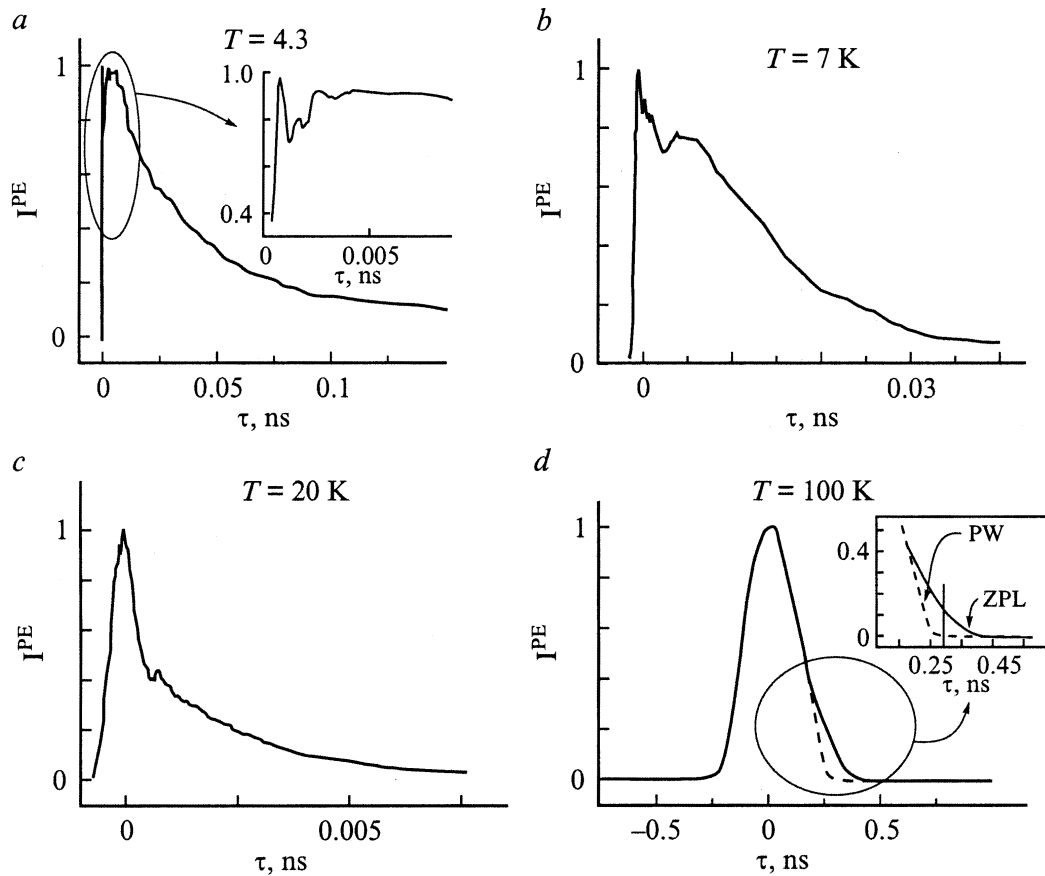 a
T = 4.3
1
I^PE
0
0 0.05 0.1
τ, ns
1.0
0.4
0 0.005
τ, ns
b
T = 7 K
1
I^PE
0
0 0.03
τ, ns
c
T = 20 K
1
I^PE
0
0 0.005
τ, ns
d
T = 100 K
1
I^PE
0
−0.5 0 0.5
τ, ns
0.4
PW
ZPL
0
0.25 0.45
τ, ns